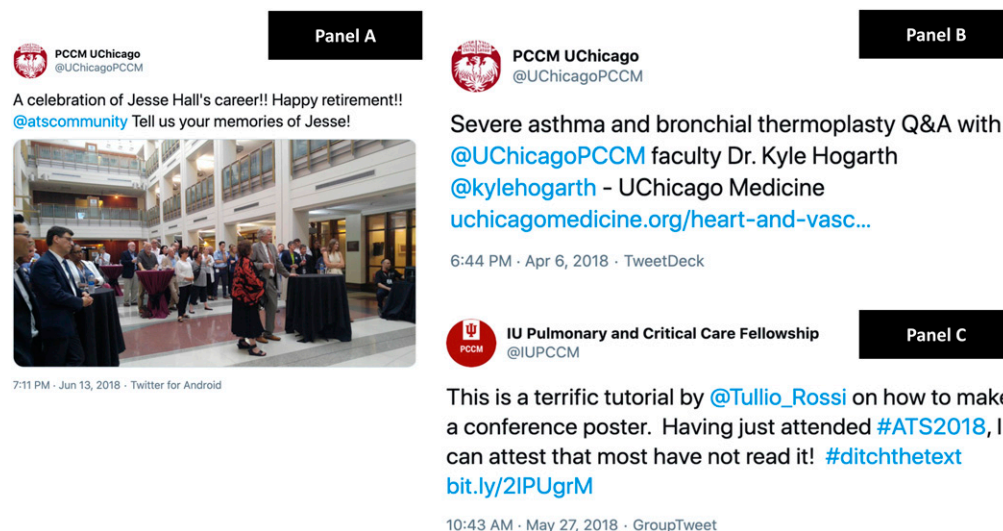 Panel A
PCCM UChicago
@UChicagoPCCM
A celebration of Jesse Hall's career!! Happy retirement!!
@atscommunity Tell us your memories of Jesse!
7:11 PM · Jun 13, 2018 · Twitter for Android
Panel B
PCCM UChicago
@UChicagoPCCM
Severe asthma and bronchial thermoplasty Q&A with
@UChicagoPCCM faculty Dr. Kyle Hogarth
@kylehogarth - UChicago Medicine
uchicagomedicine.org/heart-and-vasc...
6:44 PM · Apr 6, 2018 · TweetDeck
Panel C
PCCM
IU Pulmonary and Critical Care Fellowship
@IUPCCM
This is a terrific tutorial by @Tullio_Rossi on how to make
a conference poster. Having just attended #ATS2018, I
can attest that most have not read it! #ditchthetext
bit.ly/2IPUgrM
10:43 AM · May 27, 2018 · GroupTweet